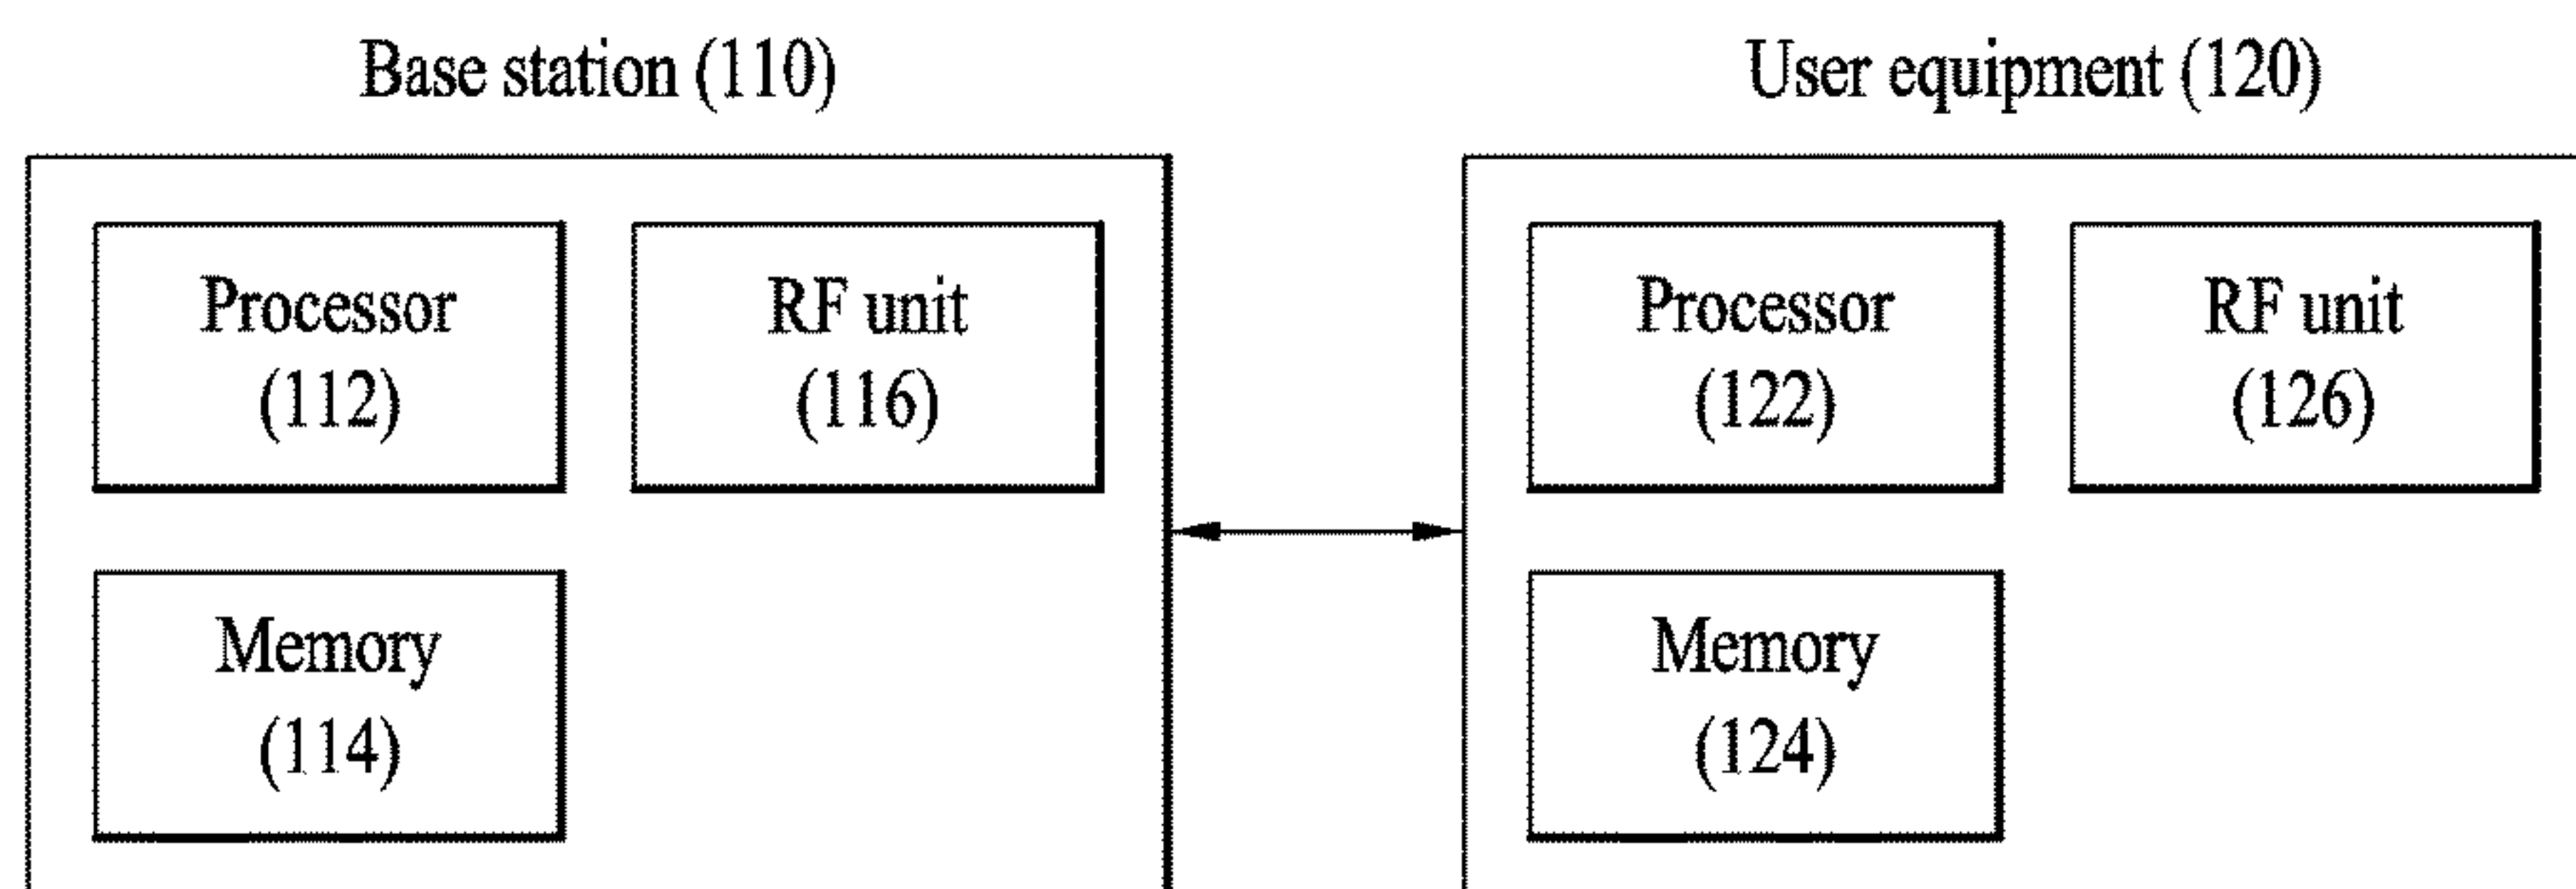 Base station (110)
User equipment (120)
Processor
(112)
RF unit
(116)
Processor
(122)
RF unit
(126)
Memory
(114)
Memory
(124)